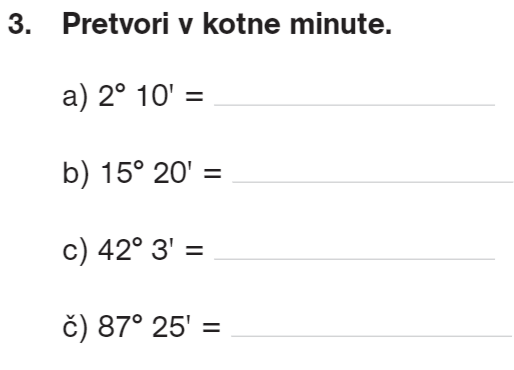 3. Pretvori v kotne minute.
a) 2° 10' =
b) 15° 20' =
c) 42° 3' =
č) 87° 25' =